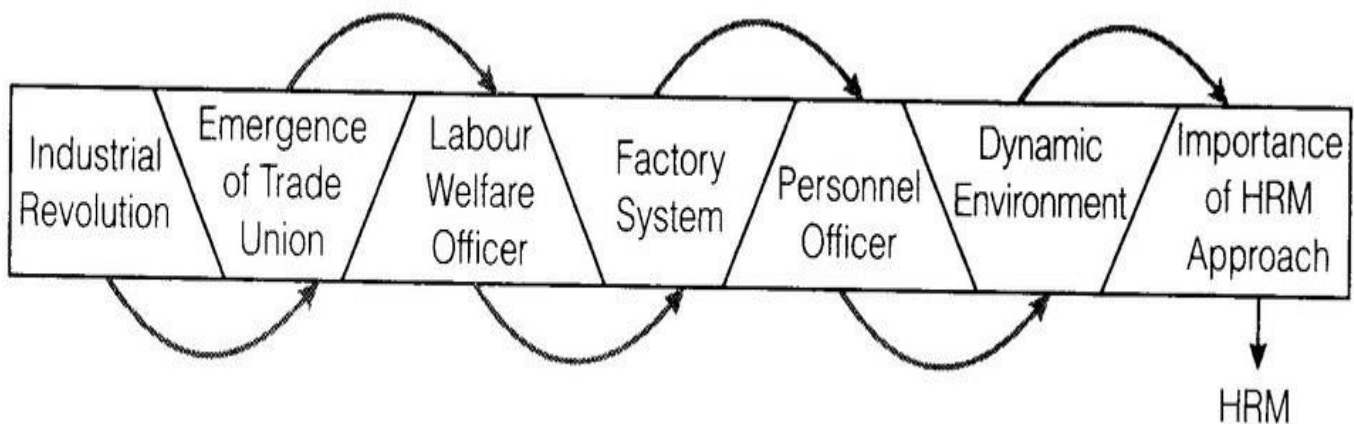 Industrial
Revolution
Emergence
of Trade
Union
Labour
Welfare
Officer
Factory
System
Personnel
Officer
Dynamic
Environment
Importance
of HRM
Approach
HRM